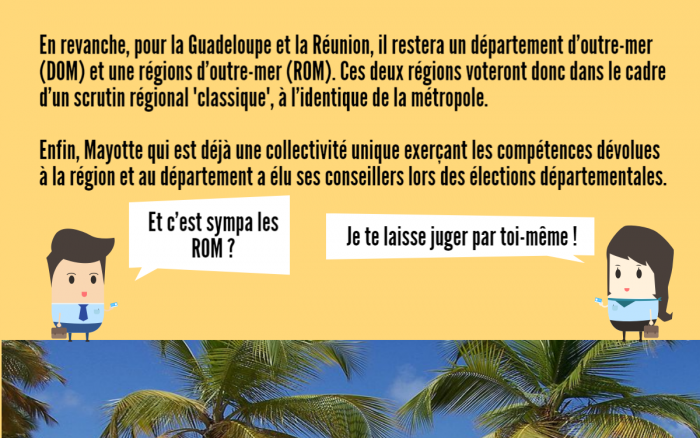 En revanche, pour la Guadeloupe et la Réunion, il restera un département d'outre-mer
(DOM) et une régions d'outre-mer (ROM). Ces deux régions voteront donc dans le cadre
d'un scrutin régional 'classique', à l'identique de la métropole.
Enfin, Mayotte qui est déjà une collectivité unique exerçant les compétences dévolues
à la région et au département a élu ses conseillers lors des élections départementales.
Et c'est sympa les
ROM ?
Je te laisse juger par toi-même !